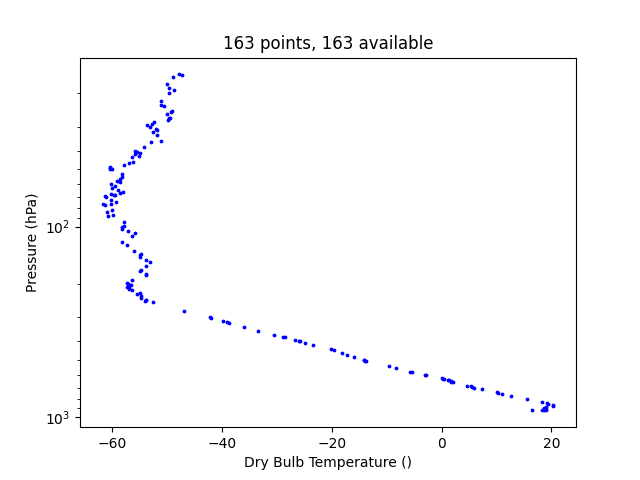 163 points, 163 available
Pressure (hPa)
10²
10³
−60
−40
−20
0
20
Dry Bulb Temperature ()